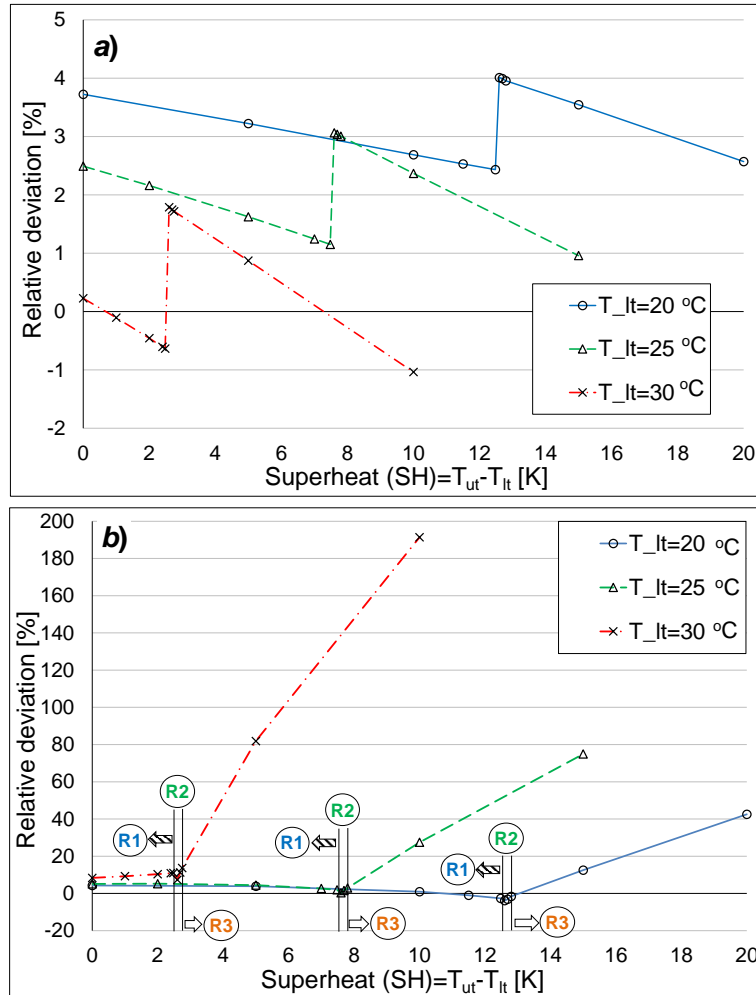 a)
5
4
3
2
1
0
-1
-2
Relative deviation [%]
0 2 4 6 8 10 12 14 16 18 20
Superheat (SH)=T_ut-T_lt [K]
T_lt=20 °C
T_lt=25 °C
T_lt=30 °C
b)
200
180
160
140
120
100
80
60
40
20
0
-20
Relative deviation [%]
T_lt=20 °C
T_lt=25 °C
T_lt=30 °C
R2
R1
R3
R2
R1
R3
R2
R1
R3
0 2 4 6 8 10 12 14 16 18 20
Superheat (SH)=T_ut-T_lt [K]